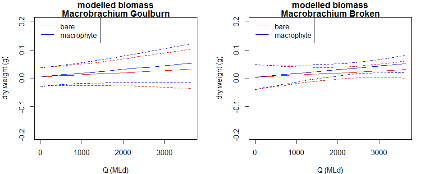 modelled biomass
Macrobrachium Goulburn
bare
macrophyte
dry weight (g)
0.2
0.1
0.0
-0.1
-0.2
0 1000 2000 3000
Q (MLd)
modelled biomass
Macrobrachium Broken
bare
macrophyte
dry weight (g)
0.2
0.1
0.0
-0.1
-0.2
0 1000 2000 3000
Q (MLd)